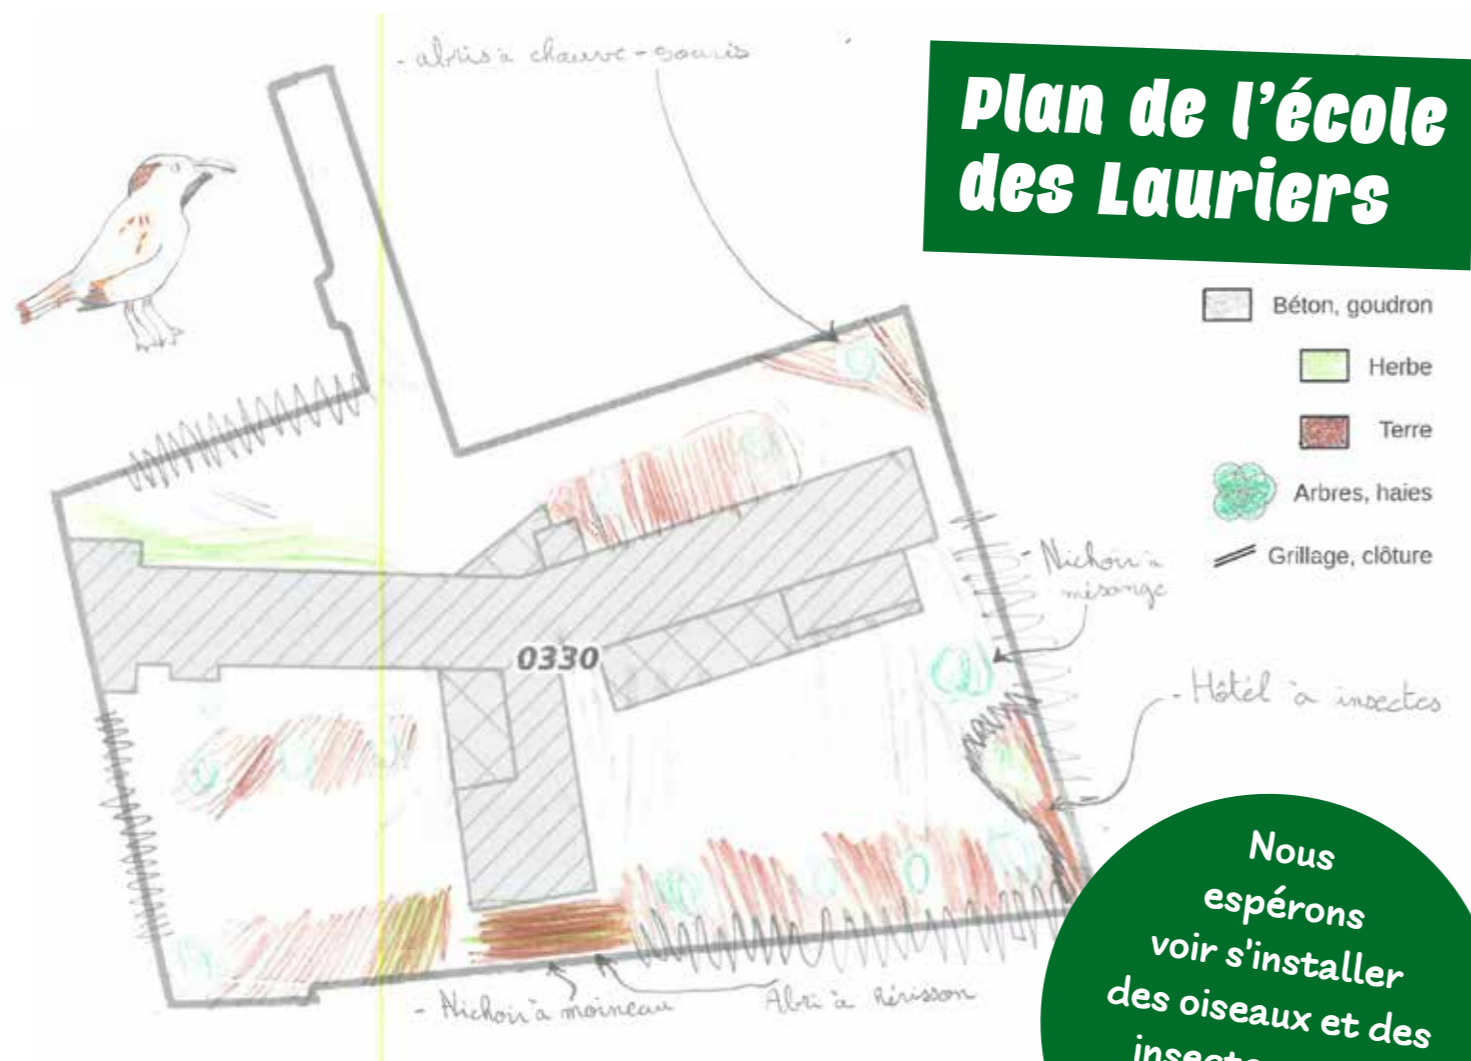 - abris à chauve-souris
Plan de l'école
des Lauriers
Béton, goudron
Herbe
Terre
Arbres, haies
Grillage, clôture
- Nichoir à
mésange
0330
- Hôtel à insectes
- Nichoir à moineau
Abri à hérisson
Nous
espérons
voir s'installer
des oiseaux et des